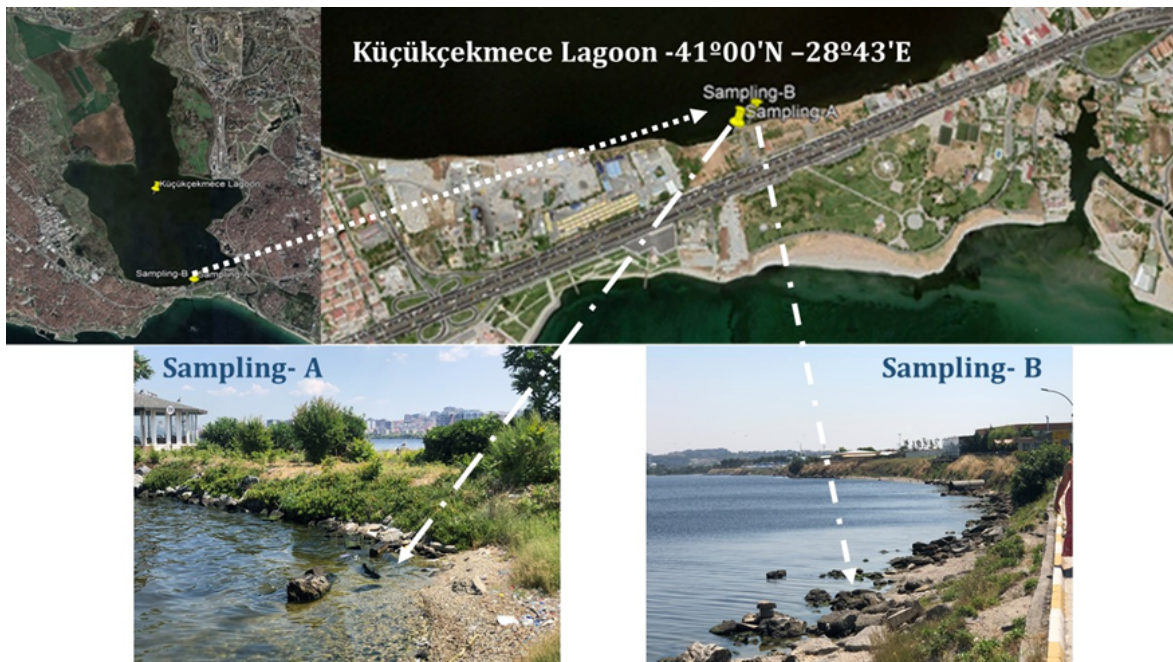 Küçükçekmece Lagoon -41º00'N –28º43'E
Sampling-B
Sampling-A
Küçükçekmece Lagoon
Sampling-B
Sampling- A
Sampling- B